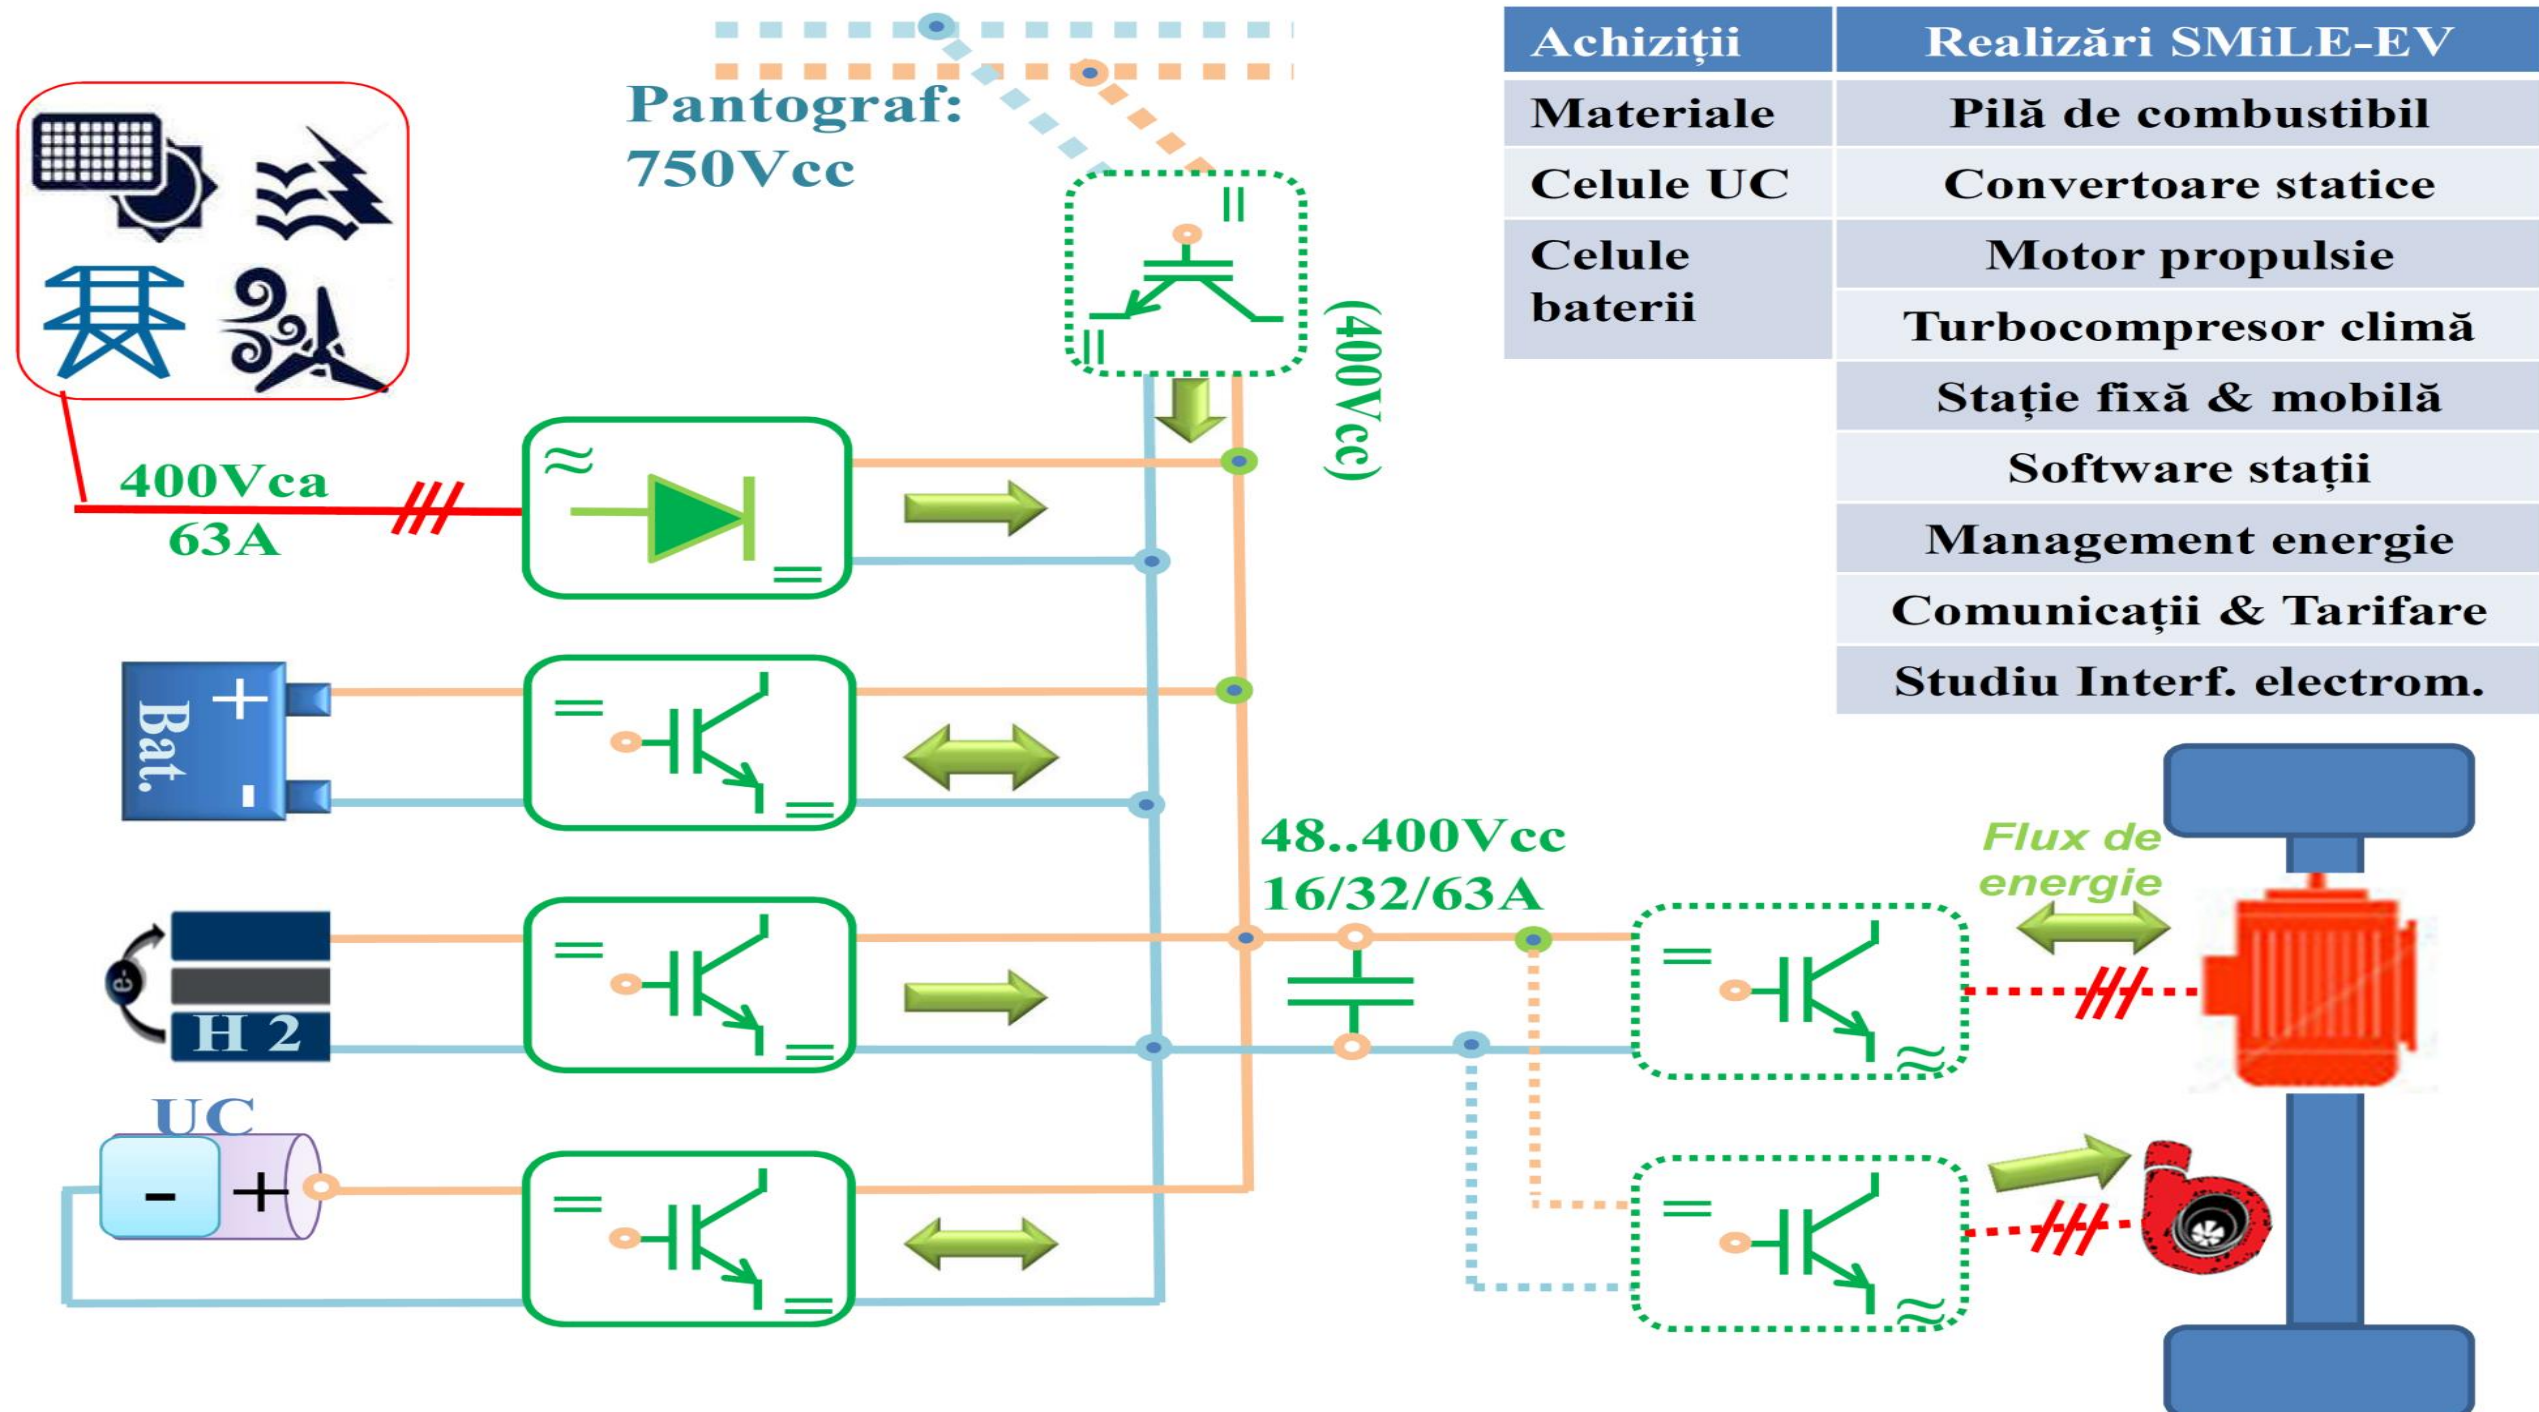 Pantograf:
750Vcc
(400Vcc)
400Vca
63A
Bat.
+
-
e-
H 2
UC
-
+
48..400Vcc
16/32/63A
Flux de
energie
Achiziții
Realizări SMiLE-EV
Materiale
Pilă de combustibil
Celule UC
Convertoare statice
Celule
baterii
Motor propulsie
Turbocompresor climă
Stație fixă & mobilă
Software stații
Management energie
Comunicații & Tarifare
Studiu Interf. electrom.